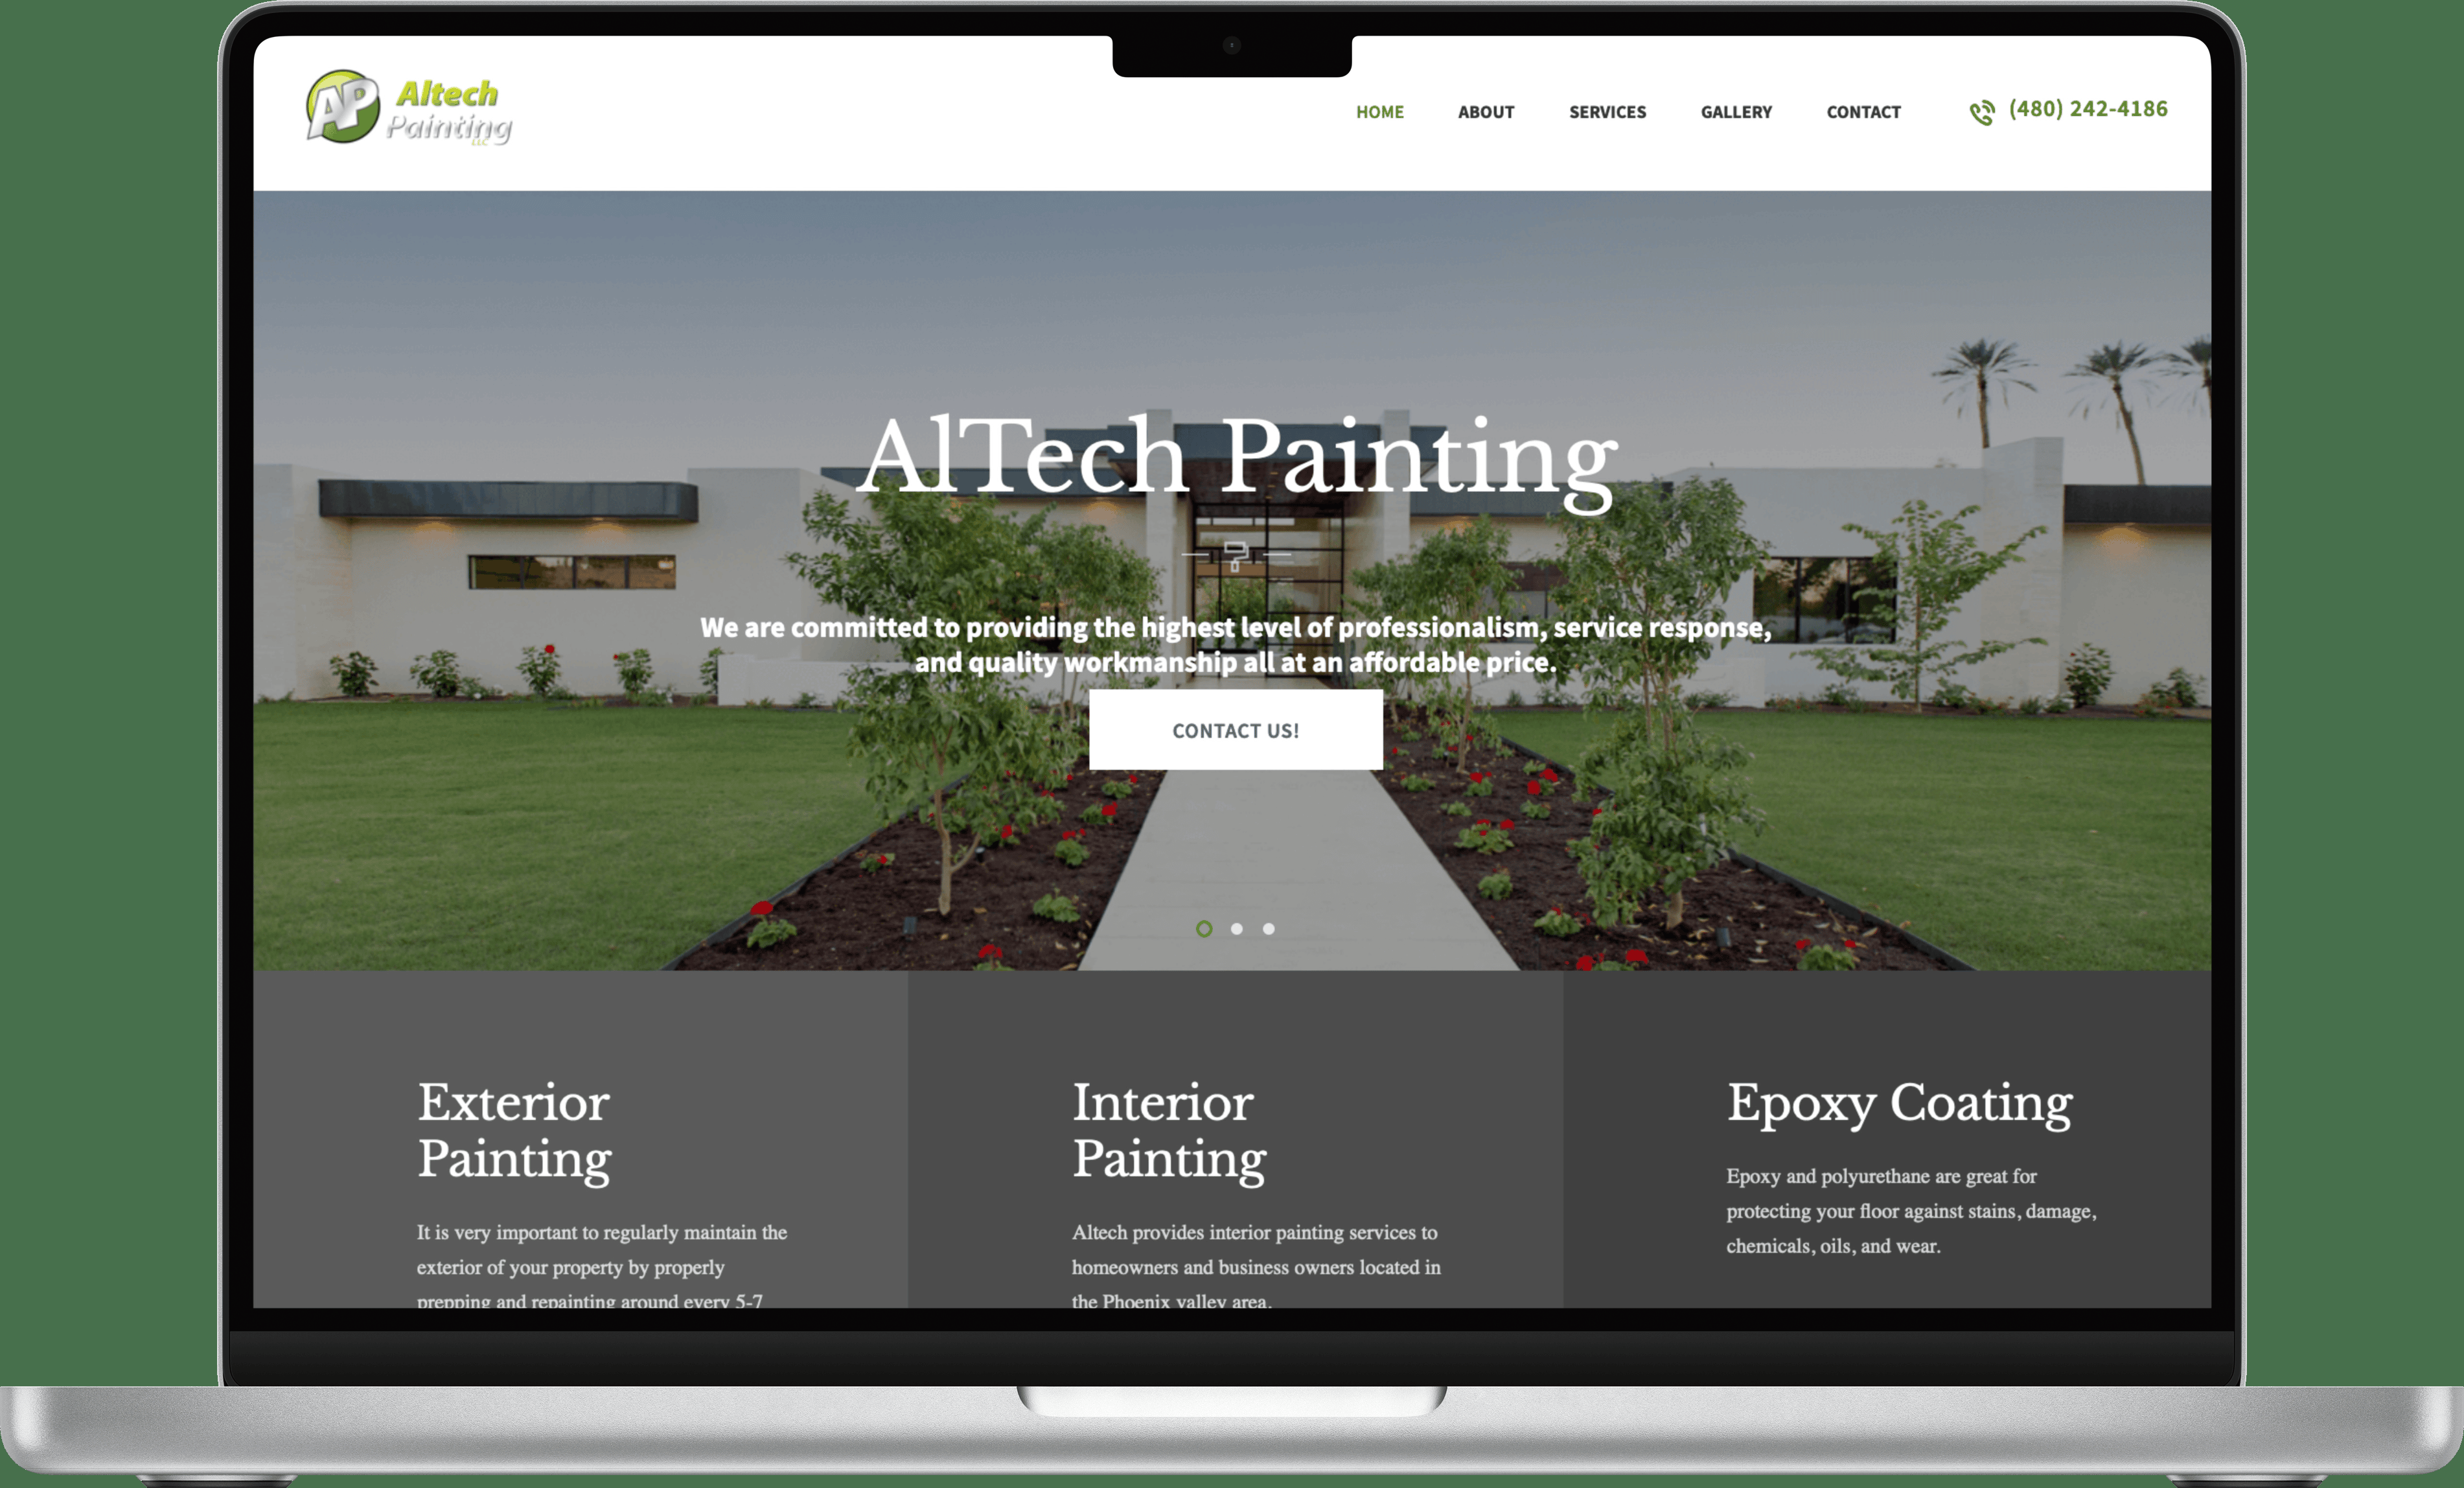 AP Altech
Painting
LLC
HOME ABOUT SERVICES GALLERY CONTACT (480) 242-4186
AlTech Painting
We are committed to providing the highest level of professionalism, service response,
and quality workmanship all at an affordable price.
CONTACT US!
Exterior
Painting
It is very important to regularly maintain the
exterior of your property by properly
prepping and repainting around every 5-7
Interior
Painting
Altech provides interior painting services to
homeowners and business owners located in
the Phoenix valley area.
Epoxy Coating
Epoxy and polyurethane are great for
protecting your floor against stains, damage,
chemicals, oils, and wear.